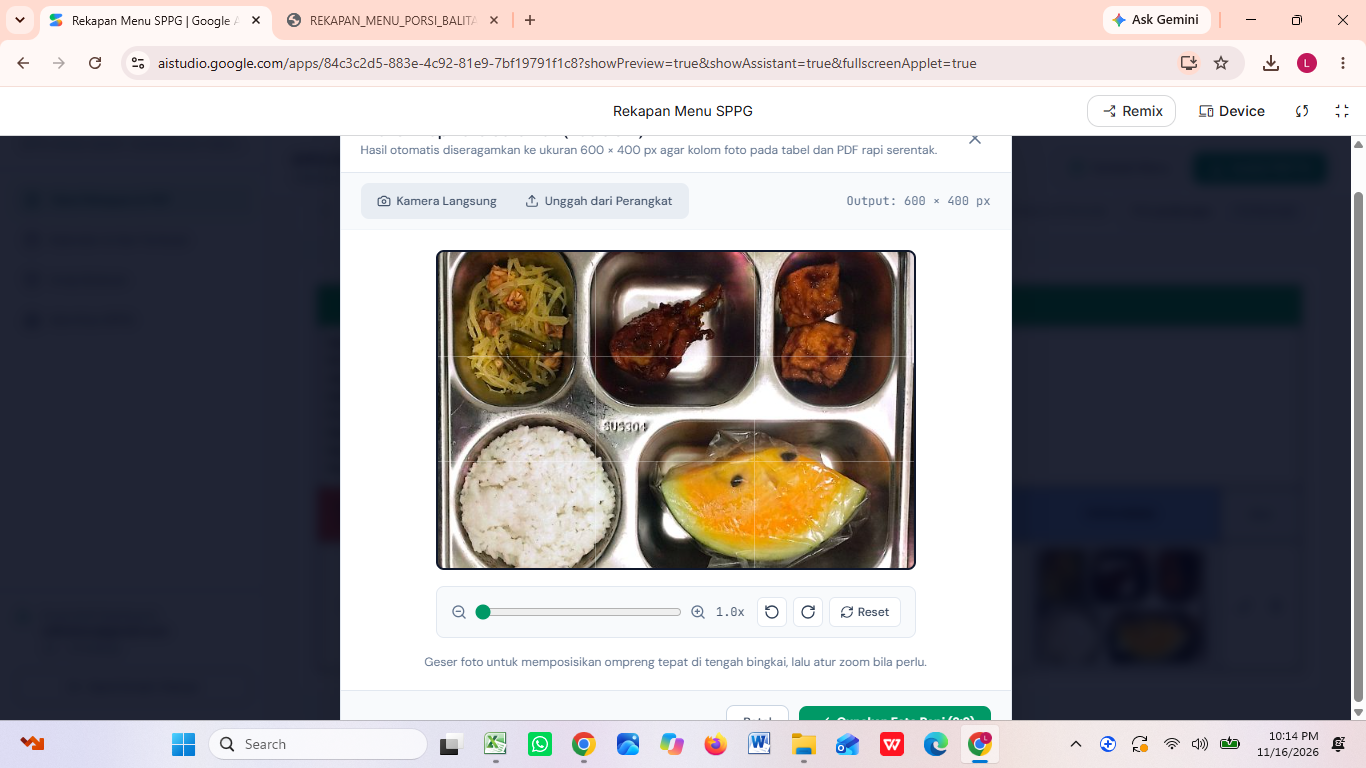 Rekapan Menu SPPG | Google A
REKAPAN_MENU_PORSI_BALITA
Ask Gemini
aistudio.google.com/apps/84c3c2d5-883e-4c92-81e9-7bf19791f1c8?showPreview=true&showAssistant=true&fullscreenApplet=true
L
Rekapan Menu SPPG
Remix
Device
Hasil otomatis diseragamkan ke ukuran 600 × 400 px agar kolom foto pada tabel dan PDF rapi serentak.
Kamera Langsung
Unggah dari Perangkat
Output: 600 × 400 px
SUS304
1.0x
Reset
Geser foto untuk memposisikan ompreng tepat di tengah bingkai, lalu atur zoom bila perlu.
Search
10:14 PM
11/16/2026